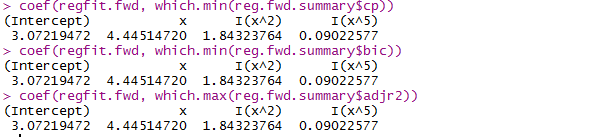 > coef(regfit.fwd, which.min(reg.fwd.summary$cp))
(Intercept) x I(x^2) I(x^5)
3.07219472 4.44514720 1.84323764 0.09022577
> coef(regfit.fwd, which.min(reg.fwd.summary$bic))
(Intercept) x I(x^2) I(x^5)
3.07219472 4.44514720 1.84323764 0.09022577
> coef(regfit.fwd, which.max(reg.fwd.summary$adjr2))
(Intercept) x I(x^2) I(x^5)
3.07219472 4.44514720 1.84323764 0.09022577